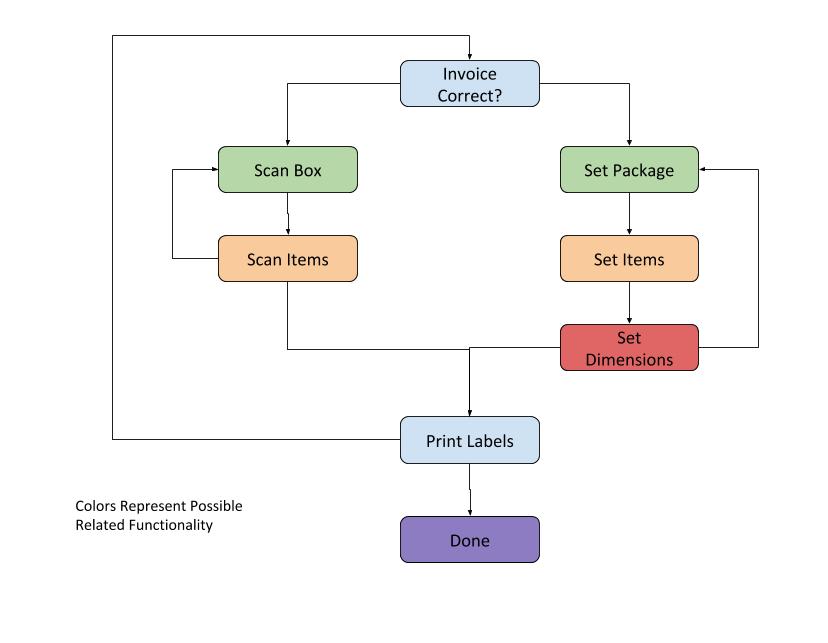 Invoice
Correct?
Scan Box
Set Package
Scan Items
Set Items
Set
Dimensions
Print Labels
Colors Represent Possible
Related Functionality
Done